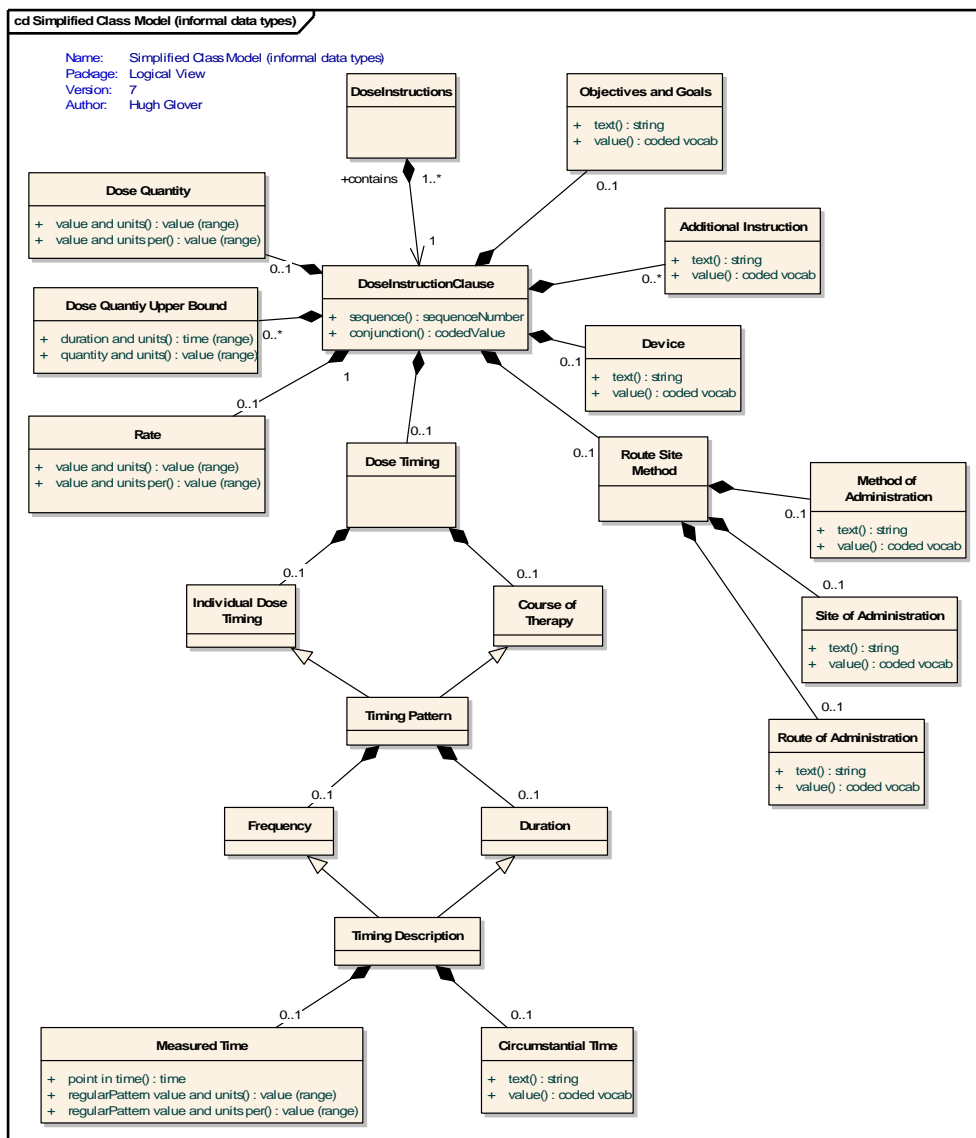 cd Simplified Class Model (informal data types)
Name: Simplified Class Model (informal data types)
Package: Logical View
Version: 7
Author: Hugh Glover
DoseInstructions
+contains
1..*
1
Objectives and Goals
+ text() : string
+ value() : coded vocab
0..1
Dose Quantity
+ value and units() : value (range)
+ value and units per() : value (range)
0..1
Additional Instruction
+ text() : string
+ value() : coded vocab
0..*
DoseInstructionClause
+ sequence() : sequenceNumber
+ conjunction() : codedValue
Dose Quantiy Upper Bound
+ duration and units() : time (range)
+ quantity and units() : value (range)
0..*
Device
+ text() : string
+ value() : coded vocab
0..1
1
0..1
Rate
+ value and units() : value (range)
+ value and units per() : value (range)
0..1
Dose Timing
0..1
Route Site
Method
Method of
Administration
+ text() : string
+ value() : coded vocab
0..1
0..1
Individual Dose
Timing
0..1
Course of
Therapy
0..1
Site of Administration
+ text() : string
+ value() : coded vocab
Timing Pattern
0..1
Route of Administration
+ text() : string
+ value() : coded vocab
0..1
Frequency
0..1
Duration
Timing Description
0..1
Measured Time
+ point in time() : time
+ regularPattern value and units() : value (range)
+ regularPattern value and units per() : value (range)
0..1
Circumstantial TIme
+ text() : string
+ value() : coded vocab